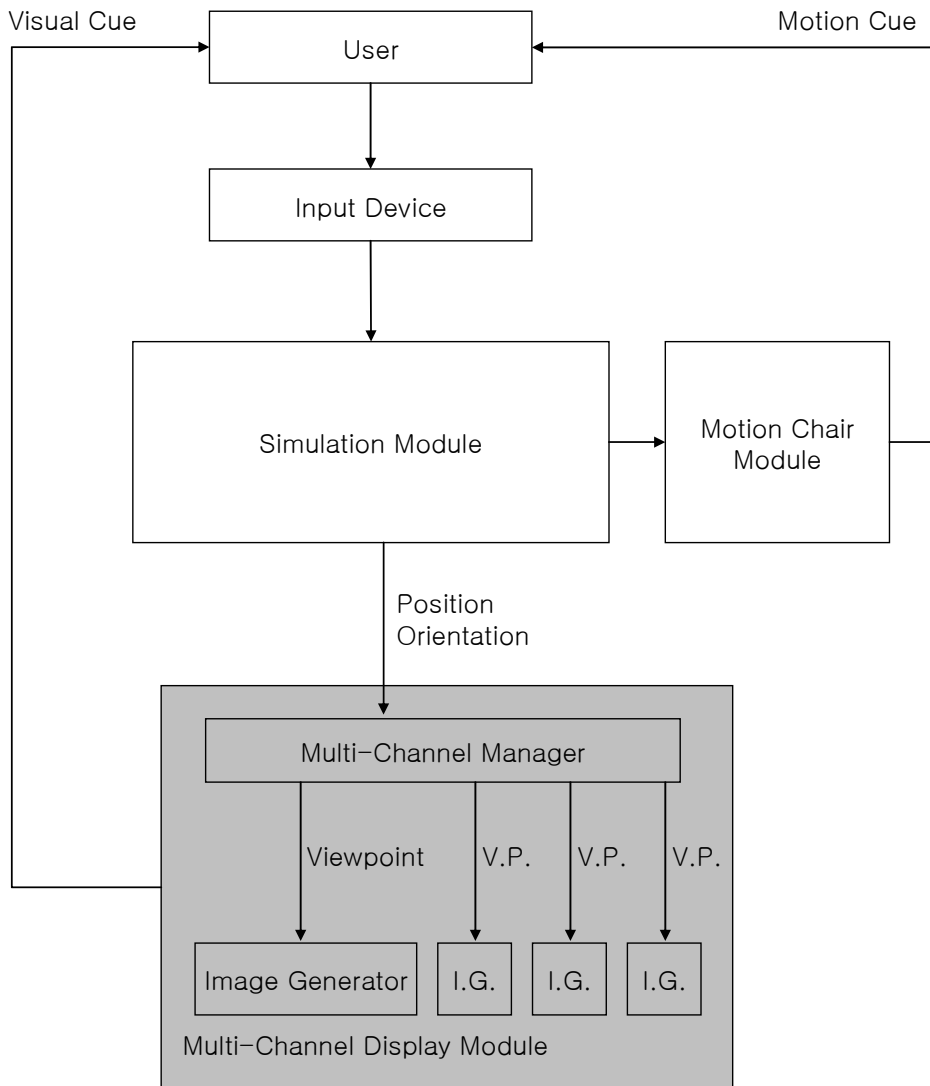 Visual Cue
Motion Cue
User
Input Device
Simulation Module
Motion Chair
Module
Position
Orientation
Multi-Channel Manager
Viewpoint
V.P.
V.P.
V.P.
Image Generator
I.G.
I.G.
I.G.
Multi-Channel Display Module